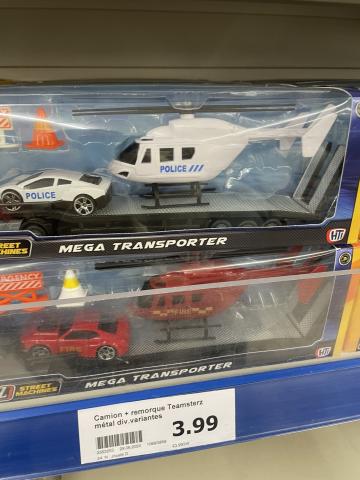 POLICE
POLICE
STREET
MACHINES
MEGA TRANSPORTER
HTI
FIRE
STREET
MACHINES
MEGA TRANSPORTER
HTI
Camion + remorque Teamsterz
métal div.variantes
3.99